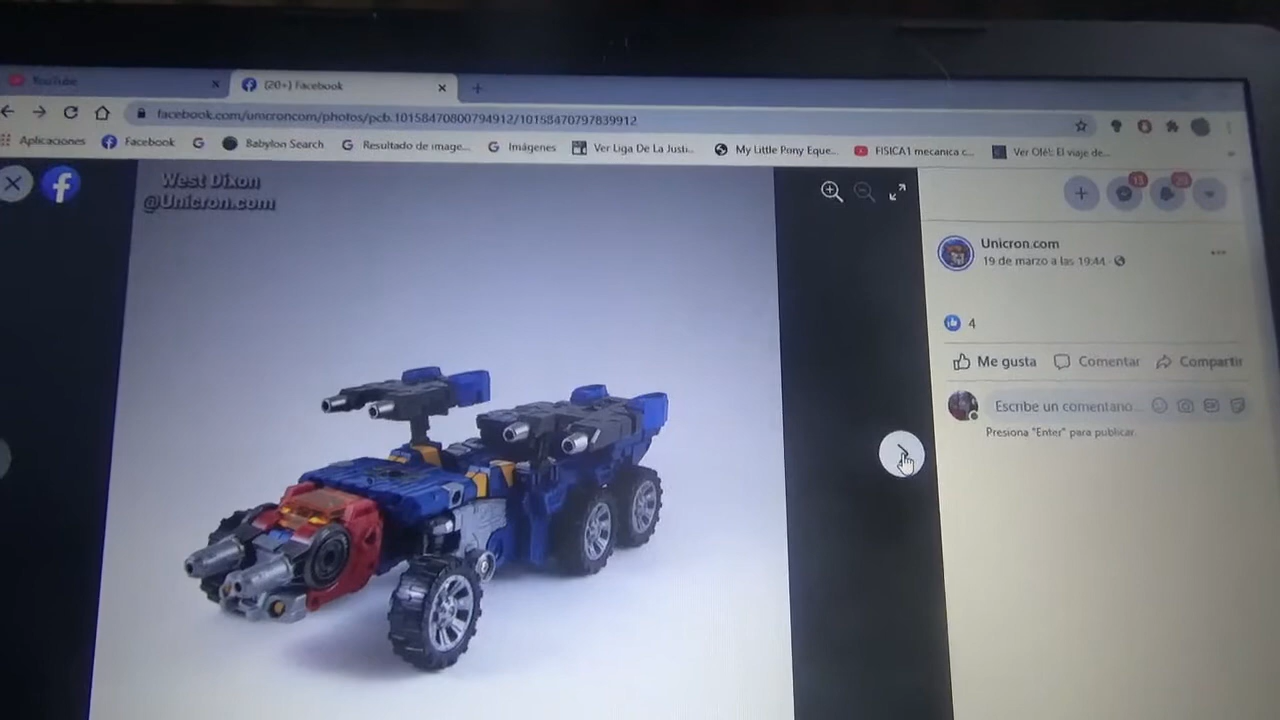 YouTube
(20+) Facebook
facebook.com/unicroncom/photos/pcb.10158470800794912/10158470797839912
Aplicaciones
Facebook
Babylon Search
Resultado de image...
Imágenes
Ver Liga De La Justi...
My Little Pony Eque...
FISICA1 mecanica c...
Ver Olé!: El viaje de...
West Dixon
@Unicron.com
13
20
Unicron.com
19 de marzo a las 19:44
4
Me gusta
Comentar
Compartir
Escribe un comentario...
Presiona "Enter" para publicar.